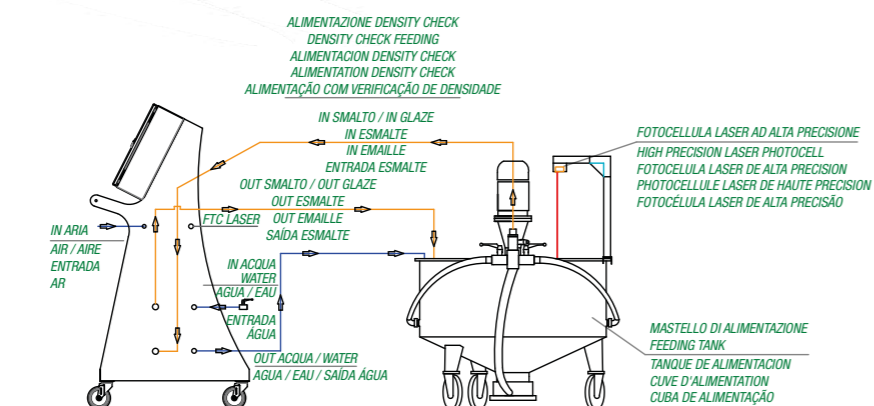 ALIMENTAZIONE DENSITY CHECK
DENSITY CHECK FEEDING
ALIMENTACION DENSITY CHECK
ALIMENTATION DENSITY CHECK
ALIMENTAÇÃO COM VERIFICAÇÃO DE DENSIDADE
IN SMALTO / IN GLAZE
IN ESMALTE
IN EMAILLE
ENTRADA ESMALTE
OUT SMALTO / OUT GLAZE
OUT ESMALTE
OUT EMAILLE
SAÍDA ESMALTE
FTC LASER
IN ARIA
AIR / AIRE
ENTRADA
AR
IN ACQUA
WATER
AGUA / EAU
ENTRADA
ÁGUA
OUT ACQUA / WATER
AGUA / EAU / SAÍDA ÁGUA
FOTOCELLULA LASER AD ALTA PRECISIONE
HIGH PRECISION LASER PHOTOCELL
FOTOCELULA LASER DE ALTA PRECISION
PHOTOCELLULE LASER DE HAUTE PRECISION
FOTOCÉLULA LASER DE ALTA PRECISÃO
MASTELLO DI ALIMENTAZIONE
FEEDING TANK
TANQUE DE ALIMENTACION
CUVE D'ALIMENTATION
CUBA DE ALIMENTAÇÃO